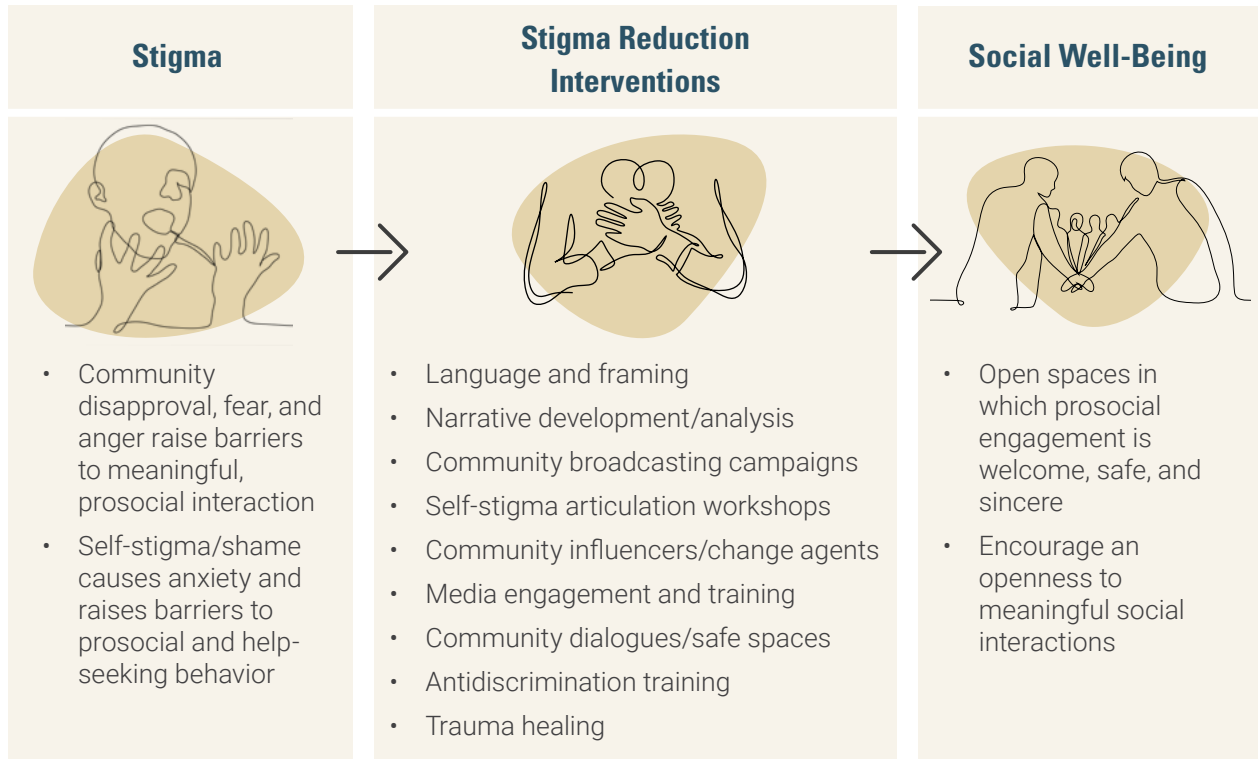 Stigma
Community
disapproval, fear, and
anger raise barriers
to meaningful,
prosocial interaction
Self-stigma/shame
causes anxiety and
raises barriers to
prosocial and help-
seeking behavior
Stigma Reduction
Interventions
Language and framing
Narrative development/analysis
Community broadcasting campaigns
Self-stigma articulation workshops
Community influencers/change agents
Media engagement and training
Community dialogues/safe spaces
Antidiscrimination training
Trauma healing
Social Well-Being
Open spaces in
which prosocial
engagement is
welcome, safe, and
sincere
Encourage an
openness to
meaningful social
interactions